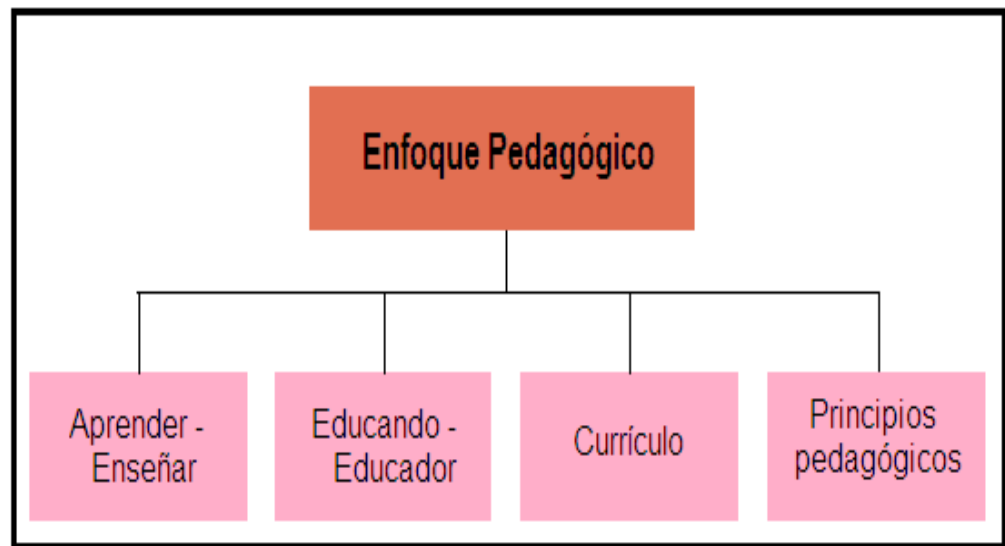 Enfoque Pedagógico
Aprender -
Enseñar
Educando -
Educador
Currículo
Principios
pedagógicos